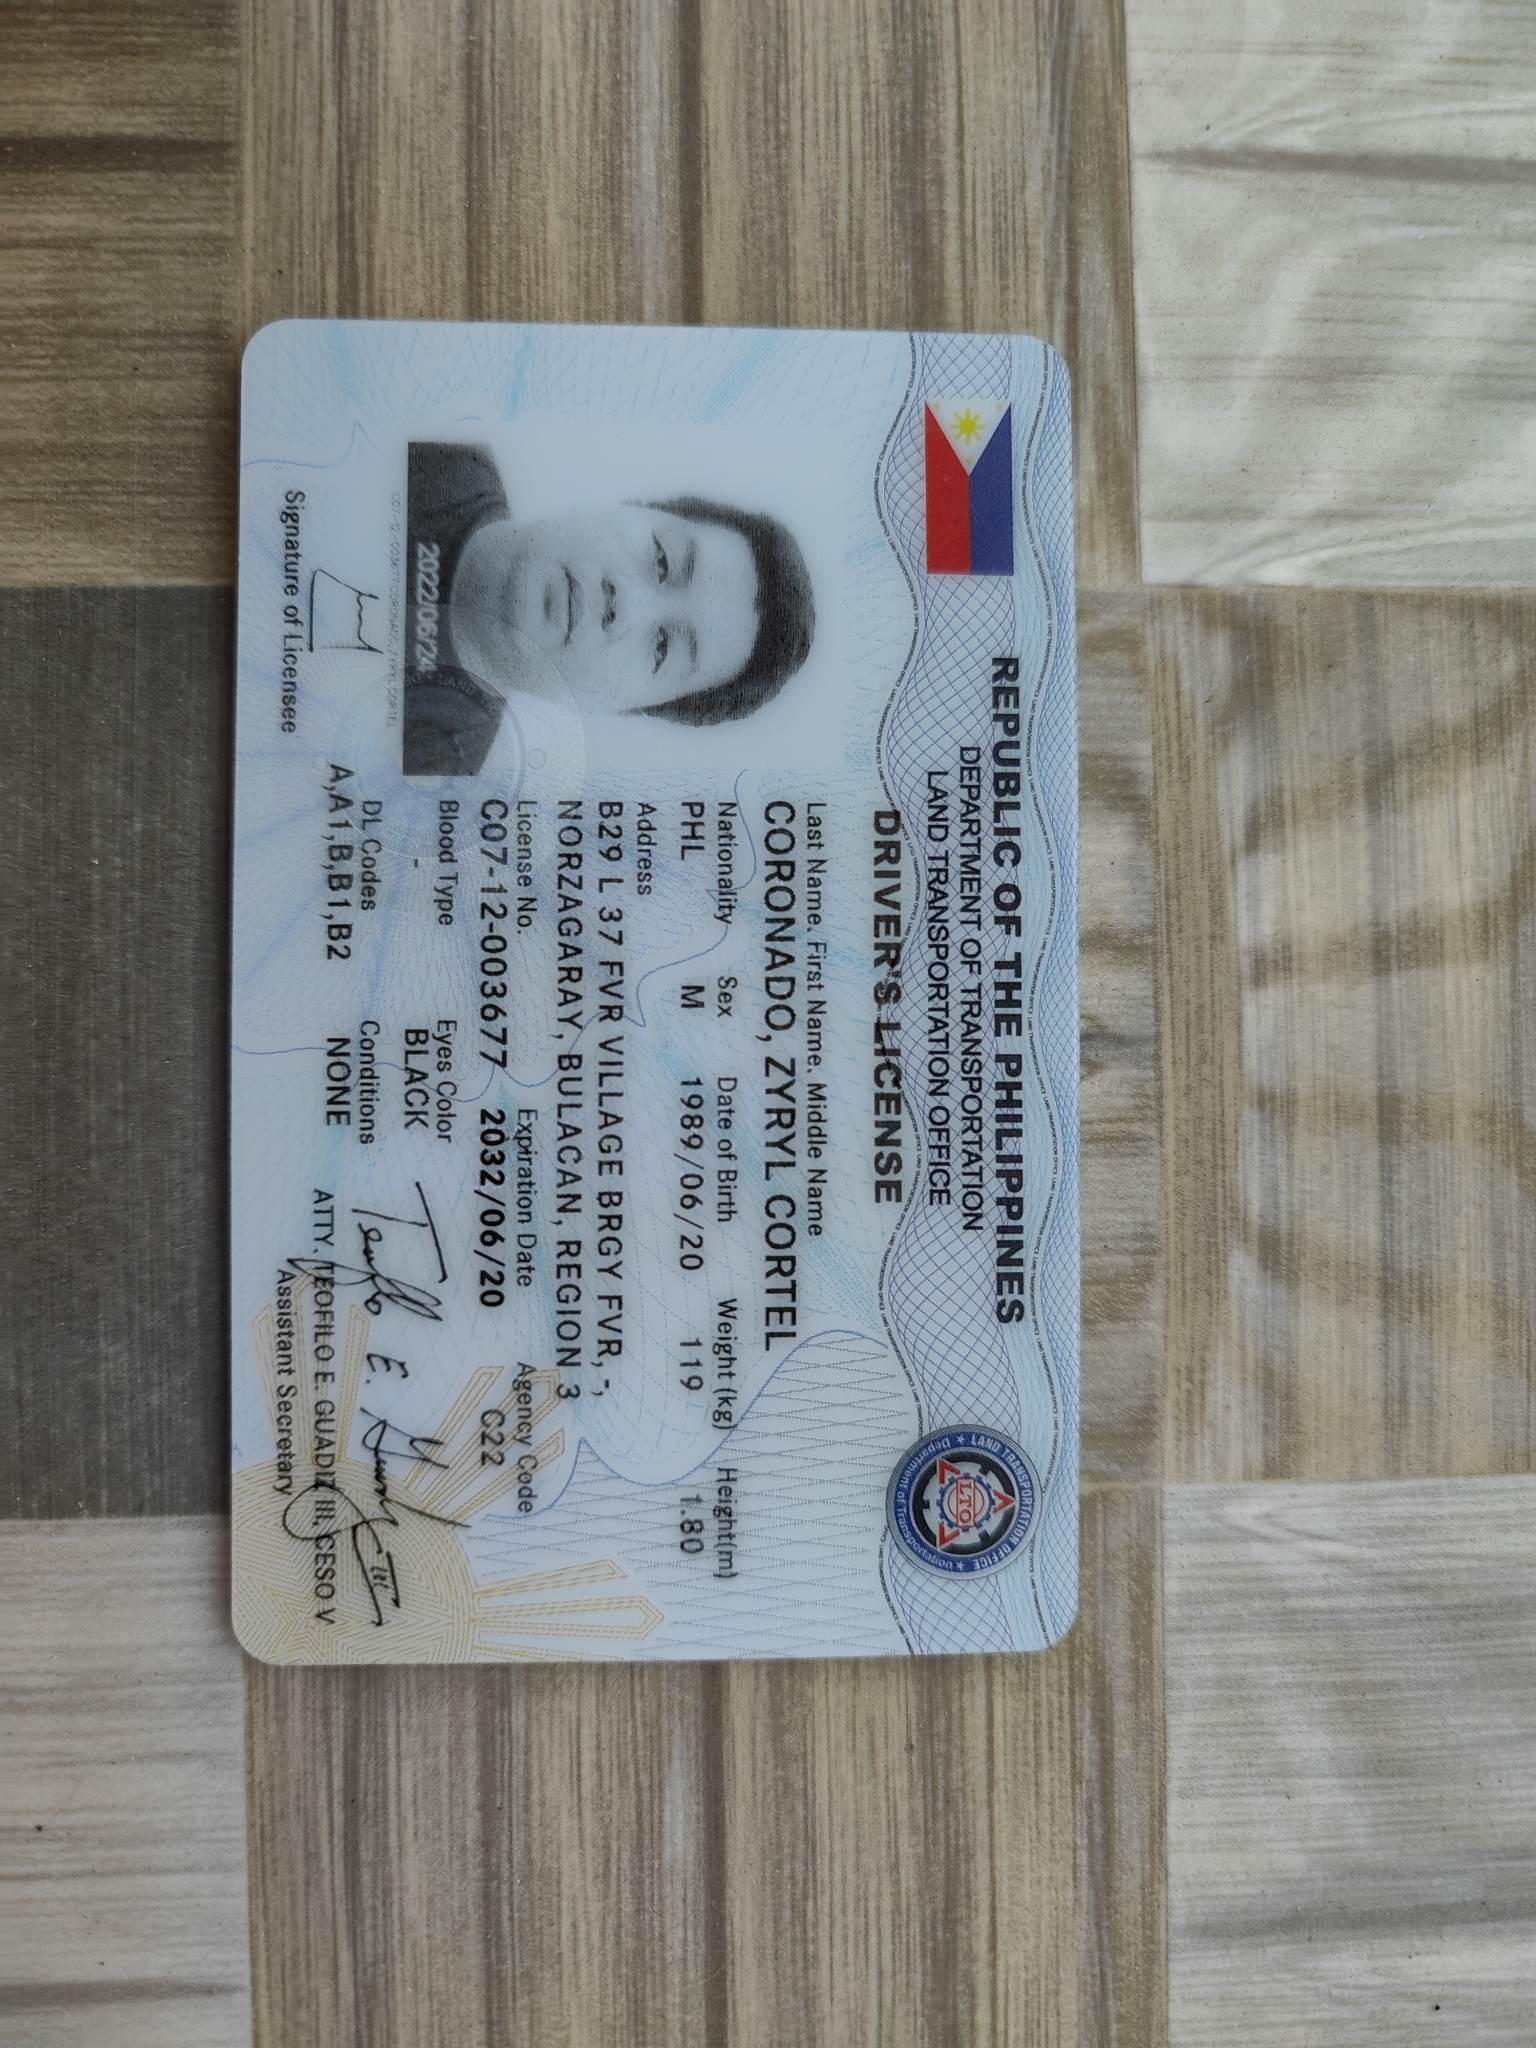 REPUBLIC OF THE PHILIPPINES
DEPARTMENT OF TRANSPORTATION
LAND TRANSPORTATION OFFICE
DRIVER'S LICENSE
LAND TRANSPORTATION OFFICE
Department of Transportation
LTO
Last Name, First Name, Middle Name
CORONADO, ZYRYL CORTEL
Nationality Sex Date of Birth Weight (kg) Height(m)
PHL M 1989/06/20 119 1.80
Address
B29 L 37 FVR VILLAGE BRGY FVR, -,
NORZAGARAY, BULACAN, REGION 3
License No. Expiration Date Agency Code
C07-12-003677 2032/06/20 C22
Blood Type Eyes Color
- BLACK
DL Codes Conditions
A,A1,B,B1,B2 NONE
2022/06/24
C07-12-003677CORONADOZYRYLCORTEL
Signature of Licensee
ATTY. TEOFILO E. GUADIZ III, CESO V
Assistant Secretary